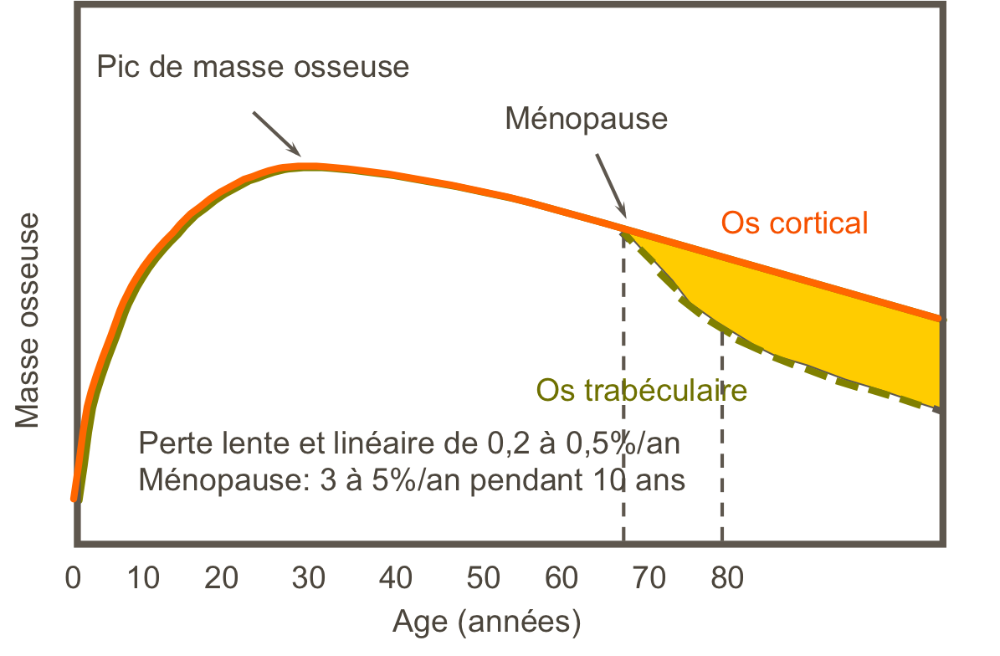 Pic de masse osseuse
Ménopause
Os cortical
Masse osseuse
Os trabéculaire
Perte lente et linéaire de 0,2 à 0,5%/an
Ménopause: 3 à 5%/an pendant 10 ans
0 10 20 30 40 50 60 70 80
Age (années)